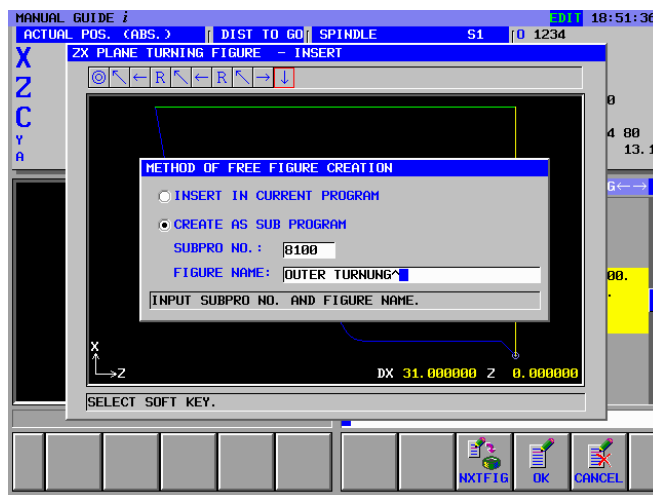 MANUAL GUIDE i EDIT 18:51:36
ACTUAL POS. (ABS.) DIST TO GO SPINDLE S1 O 1234
ZX PLANE TURNING FIGURE - INSERT
X
Z
C
Y
A
R R
0
4 80
13.1
G←→
METHOD OF FREE FIGURE CREATION
INSERT IN CURRENT PROGRAM
CREATE AS SUB PROGRAM
SUBPRO NO.: 8100
FIGURE NAME: OUTER TURNUNG^
INPUT SUBPRO NO. AND FIGURE NAME.
00.
X
Z
DX 31.000000 Z 0.000000
SELECT SOFT KEY.
NXTFIG OK CANCEL